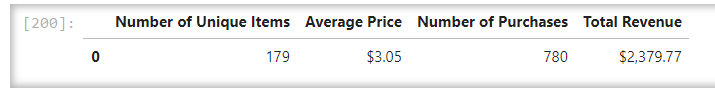 [200]: Number of Unique Items Average Price Number of Purchases Total Revenue
0 179 $3.05 780 $2,379.77